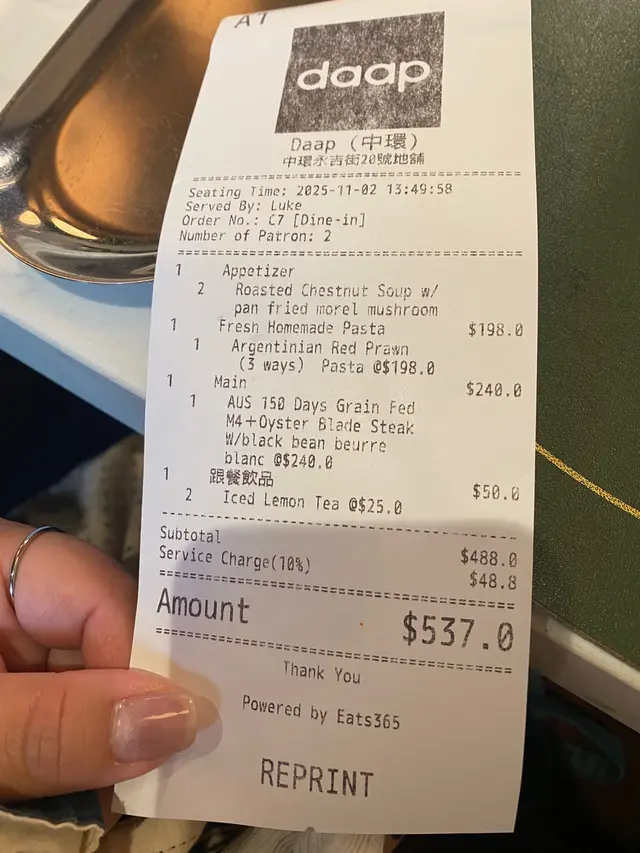 A1
daap
Daap (中環)
中環永吉街20號地舖
Seating Time: 2025-11-02 13:49:58
Served By: Luke
Order No.: C7 [Dine-in]
Number of Patron: 2
1 Appetizer
2 Roasted Chestnut Soup w/
pan fried morel mushroom
1 Fresh Homemade Pasta $198.0
1 Argentinian Red Prawn
(3 ways) Pasta @$198.0
1 Main $240.0
1 AUS 150 Days Grain Fed
M4+Oyster Blade Steak
W/black bean beurre
blanc @$240.0
1 跟餐飲品 $50.0
2 Iced Lemon Tea @$25.0
Subtotal $488.0
Service Charge(10%) $48.8
Amount $537.0
Thank You
Powered by Eats365
REPRINT